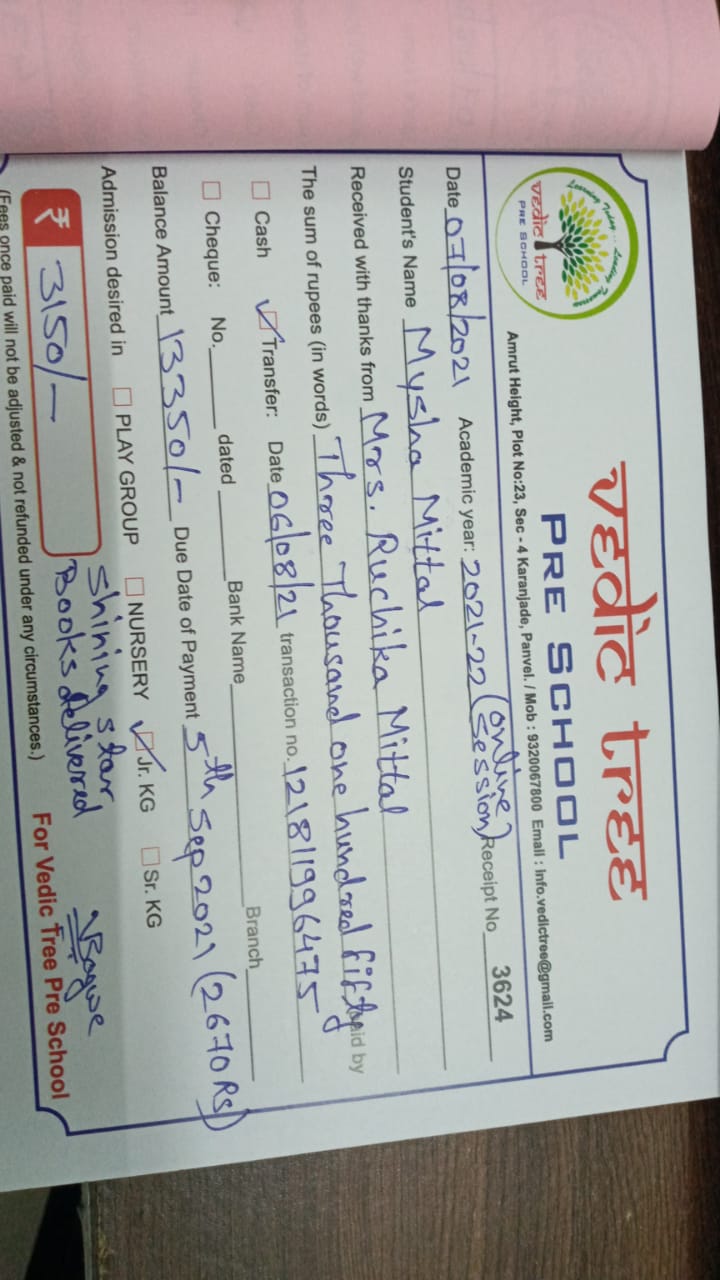 Learning Today... Leading Tomorrow
vedic tree
PRE SCHOOL
vedic tree
PRE SCHOOL
Amrut Height, Plot No:23, Sec - 4 Karanjade, Panvel. / Mob : 9320067800 Email : Info.vedictree@gmail.com
Date 07/08/2021 Academic year: 2021-22 (online session) Receipt No 3624
Student's Name Mysha Mittal
Received with thanks from Mrs. Ruchika Mittal
The sum of rupees (in words) Three Thousand one hundred fifty paid by
Cash Transfer: Date 06/08/21 transaction no. 121811996475
Cheque: No. dated Bank Name Branch
Balance Amount 13350/- Due Date of Payment 5th Sep 2021 (2670 RS)
Admission desired in PLAY GROUP NURSERY Jr. KG Sr. KG
₹ 3150/- Shining star
Books delivered
For Vedic Tree Pre School
(Fees once paid will not be adjusted & not refunded under any circumstances.)